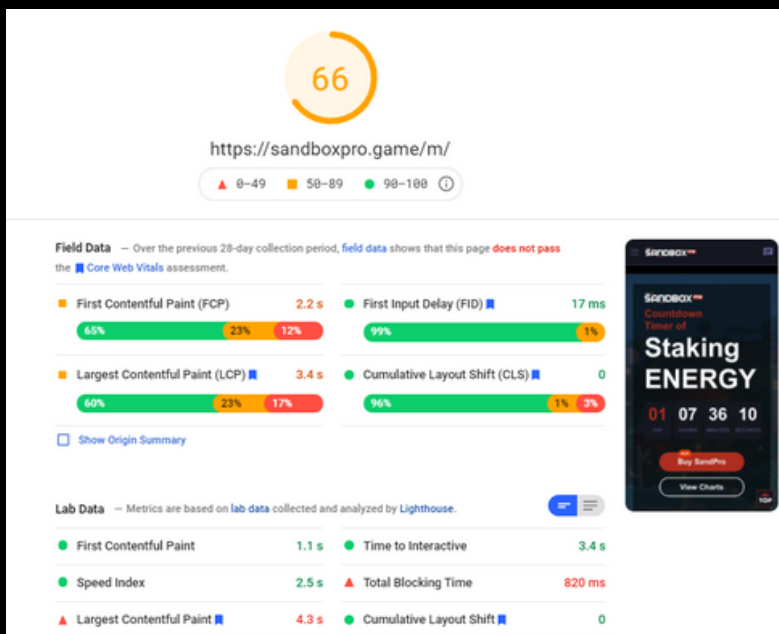 66
https://sandboxpro.game/m/
0-49 50-89 90-100
Field Data — Over the previous 28-day collection period, field data shows that this page does not pass
the Core Web Vitals assessment.
First Contentful Paint (FCP) 2.2 s
65% 23% 12%
First Input Delay (FID) 17 ms
99% 1%
Largest Contentful Paint (LCP) 3.4 s
60% 23% 17%
Cumulative Layout Shift (CLS) 0
96% 1% 3%
Show Origin Summary
SANDBOX
SANDBOX
Countdown
Timer of
Staking
ENERGY
01 07 36 10
DAY HOURS MINUTES SECONDS
Buy SandPro
View Charts
TOP
Lab Data — Metrics are based on lab data collected and analyzed by Lighthouse.
First Contentful Paint 1.1 s
Time to Interactive 3.4 s
Speed Index 2.5 s
Total Blocking Time 820 ms
Largest Contentful Paint 4.3 s
Cumulative Layout Shift 0